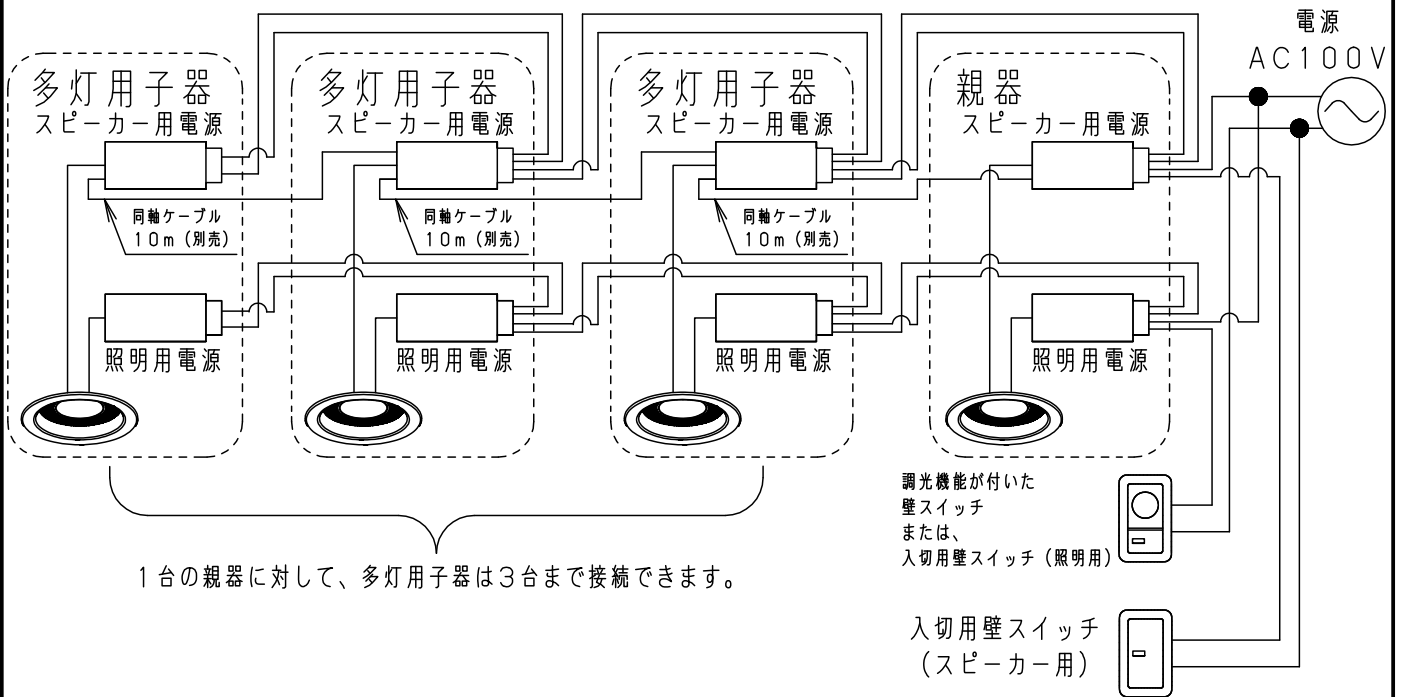 電源
AC100V
多灯用子器
スピーカー用電源
多灯用子器
スピーカー用電源
多灯用子器
スピーカー用電源
親器
スピーカー用電源
同軸ケーブル
10m(別売)
同軸ケーブル
10m(別売)
同軸ケーブル
10m(別売)
照明用電源
照明用電源
照明用電源
照明用電源
調光機能が付いた
壁スイッチ
または、
入切用壁スイッチ(照明用)
1台の親器に対して、多灯用子器は3台まで接続できます。
入切用壁スイッチ
(スピーカー用)